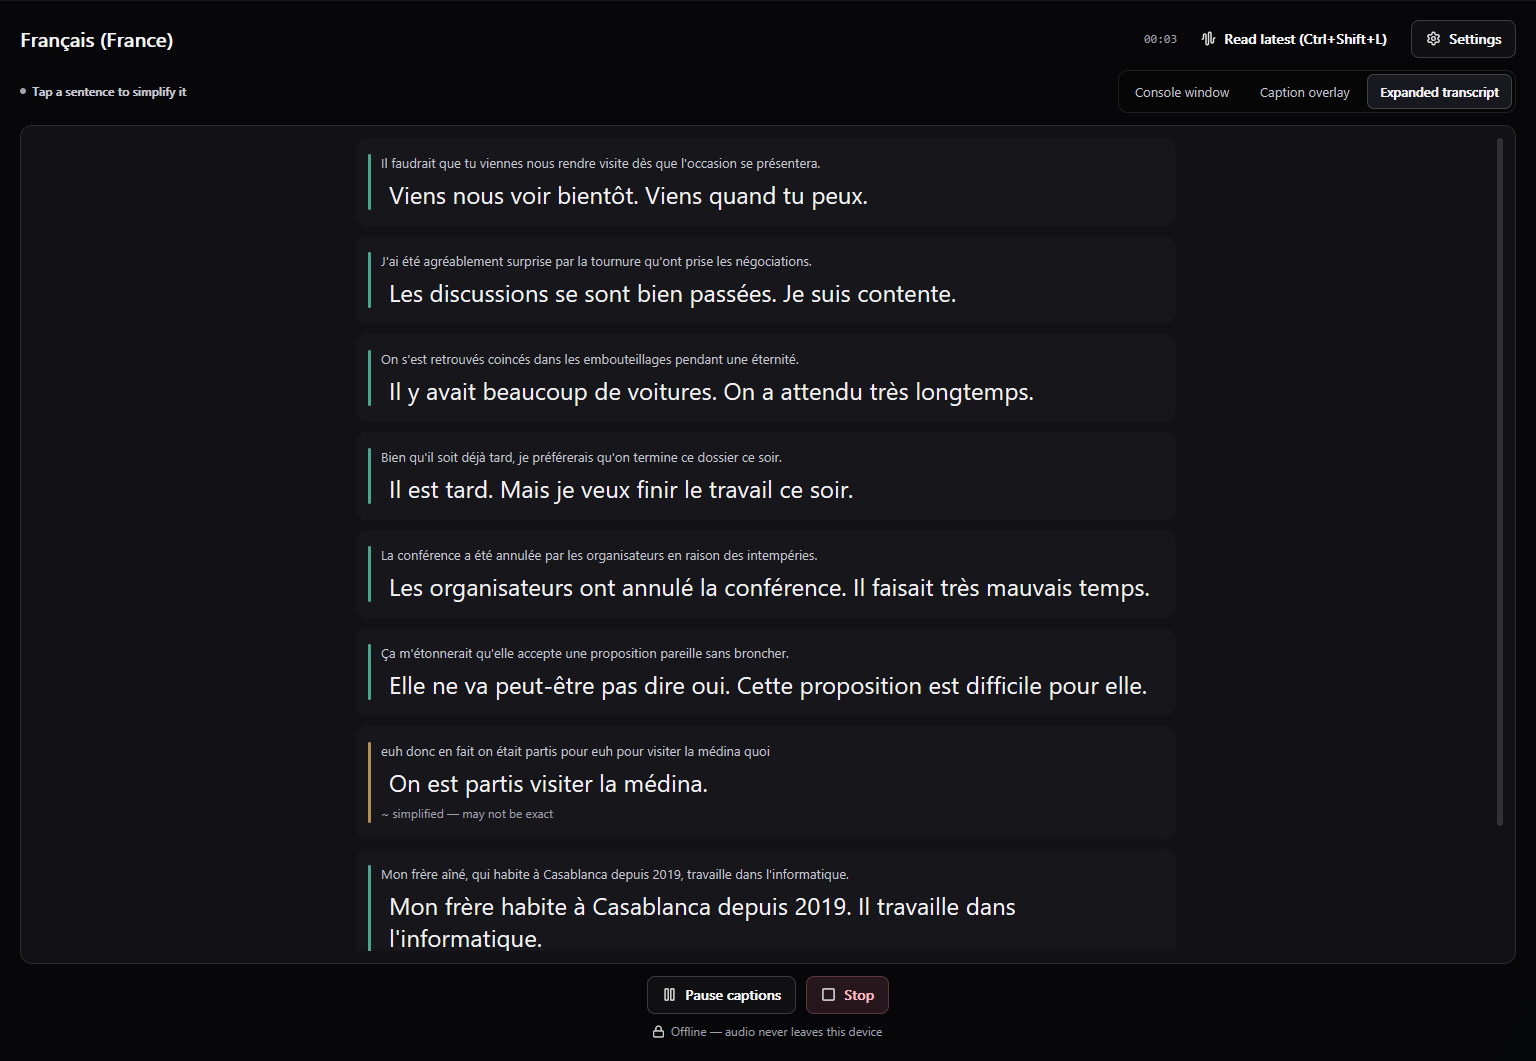 Français (France)
00:03
Read latest (Ctrl+Shift+L)
Settings
Tap a sentence to simplify it
Console window
Caption overlay
Expanded transcript
Il faudrait que tu viennes nous rendre visite dès que l'occasion se présentera.
Viens nous voir bientôt. Viens quand tu peux.
J'ai été agréablement surprise par la tournure qu'ont prise les négociations.
Les discussions se sont bien passées. Je suis contente.
On s'est retrouvés coincés dans les embouteillages pendant une éternité.
Il y avait beaucoup de voitures. On a attendu très longtemps.
Bien qu'il soit déjà tard, je préférerais qu'on termine ce dossier ce soir.
Il est tard. Mais je veux finir le travail ce soir.
La conférence a été annulée par les organisateurs en raison des intempéries.
Les organisateurs ont annulé la conférence. Il faisait très mauvais temps.
Ça m'étonnerait qu'elle accepte une proposition pareille sans broncher.
Elle ne va peut-être pas dire oui. Cette proposition est difficile pour elle.
euh donc en fait on était partis pour euh pour visiter la médina quoi
On est partis visiter la médina.
~ simplified — may not be exact
Mon frère aîné, qui habite à Casablanca depuis 2019, travaille dans l'informatique.
Mon frère habite à Casablanca depuis 2019. Il travaille dans
l'informatique.
Pause captions
Stop
Offline — audio never leaves this device